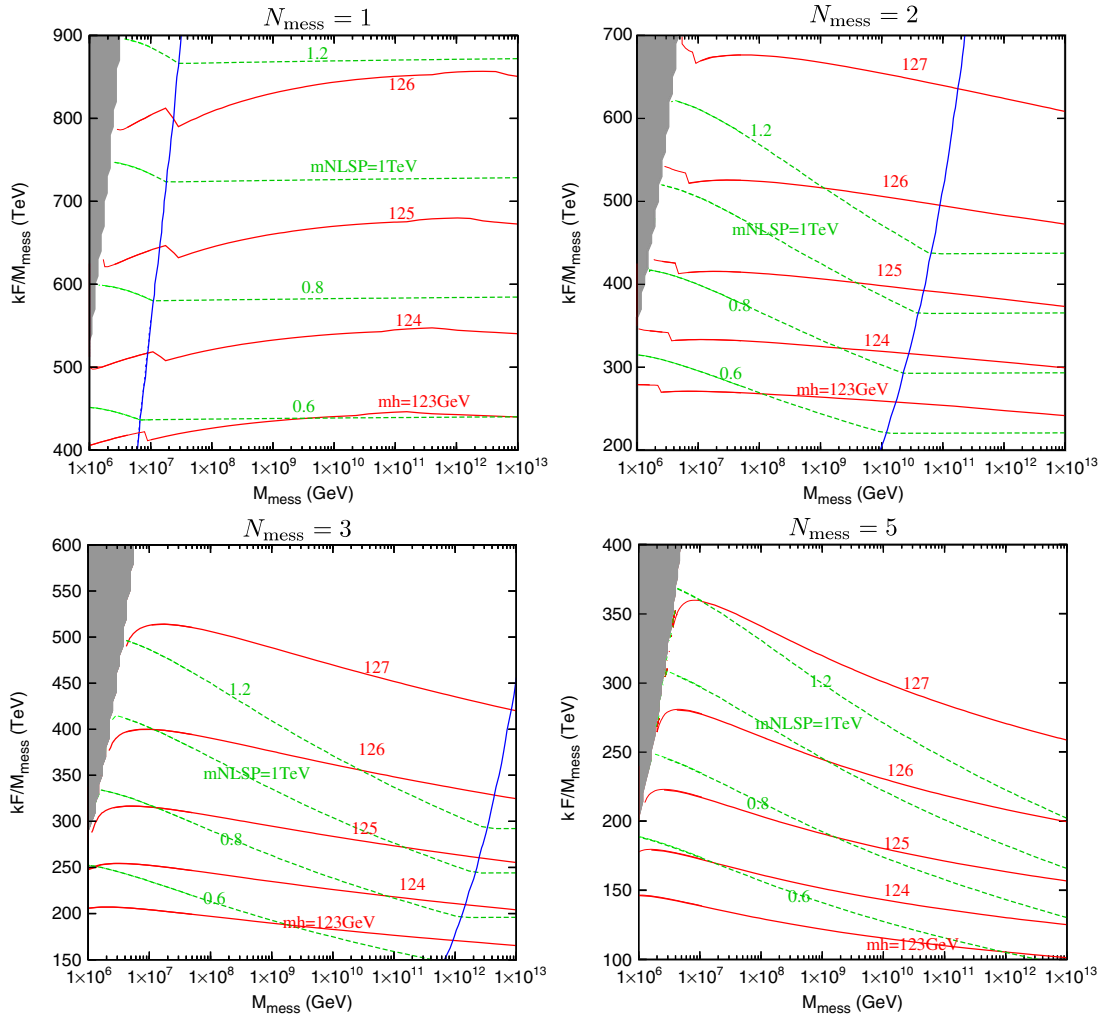 N_mess = 1
900
800
700
600
500
400
kF/M_mess (TeV)
1.2
126
mNLSP=1TeV
125
0.8
124
mh=123GeV
0.6
1×10^6 1×10^7 1×10^8 1×10^9 1×10^10 1×10^11 1×10^12 1×10^13
M_mess (GeV)
N_mess = 2
700
600
500
400
300
200
kF/M_mess (TeV)
127
1.2
126
mNLSP=1TeV
125
0.8
124
0.6
mh=123GeV
1×10^6 1×10^7 1×10^8 1×10^9 1×10^10 1×10^11 1×10^12 1×10^13
M_mess (GeV)
N_mess = 3
600
550
500
450
400
350
300
250
200
150
kF/M_mess (TeV)
127
1.2
126
mNLSP=1TeV
125
0.8
124
0.6
mh=123GeV
1×10^6 1×10^7 1×10^8 1×10^9 1×10^10 1×10^11 1×10^12 1×10^13
M_mess (GeV)
N_mess = 5
400
350
300
250
200
150
100
kF/M_mess (TeV)
127
1.2
mNLSP=1TeV
126
0.8
125
124
0.6
mh=123GeV
1×10^6 1×10^7 1×10^8 1×10^9 1×10^10 1×10^11 1×10^12 1×10^13
M_mess (GeV)